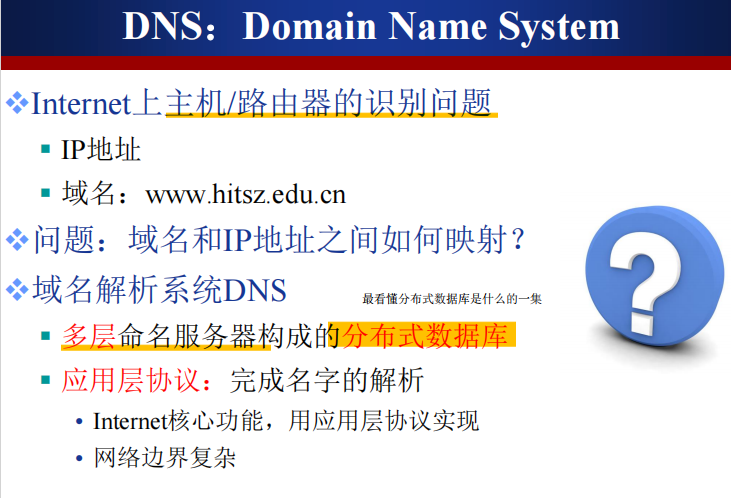 DNS：Domain Name System
Internet上主机/路由器的识别问题
IP地址
域名：www.hitsz.edu.cn
问题：域名和IP地址之间如何映射？
域名解析系统DNS
最看懂分布式数据库是什么的一集
多层命名服务器构成的分布式数据库
应用层协议：完成名字的解析
Internet核心功能，用应用层协议实现
网络边界复杂